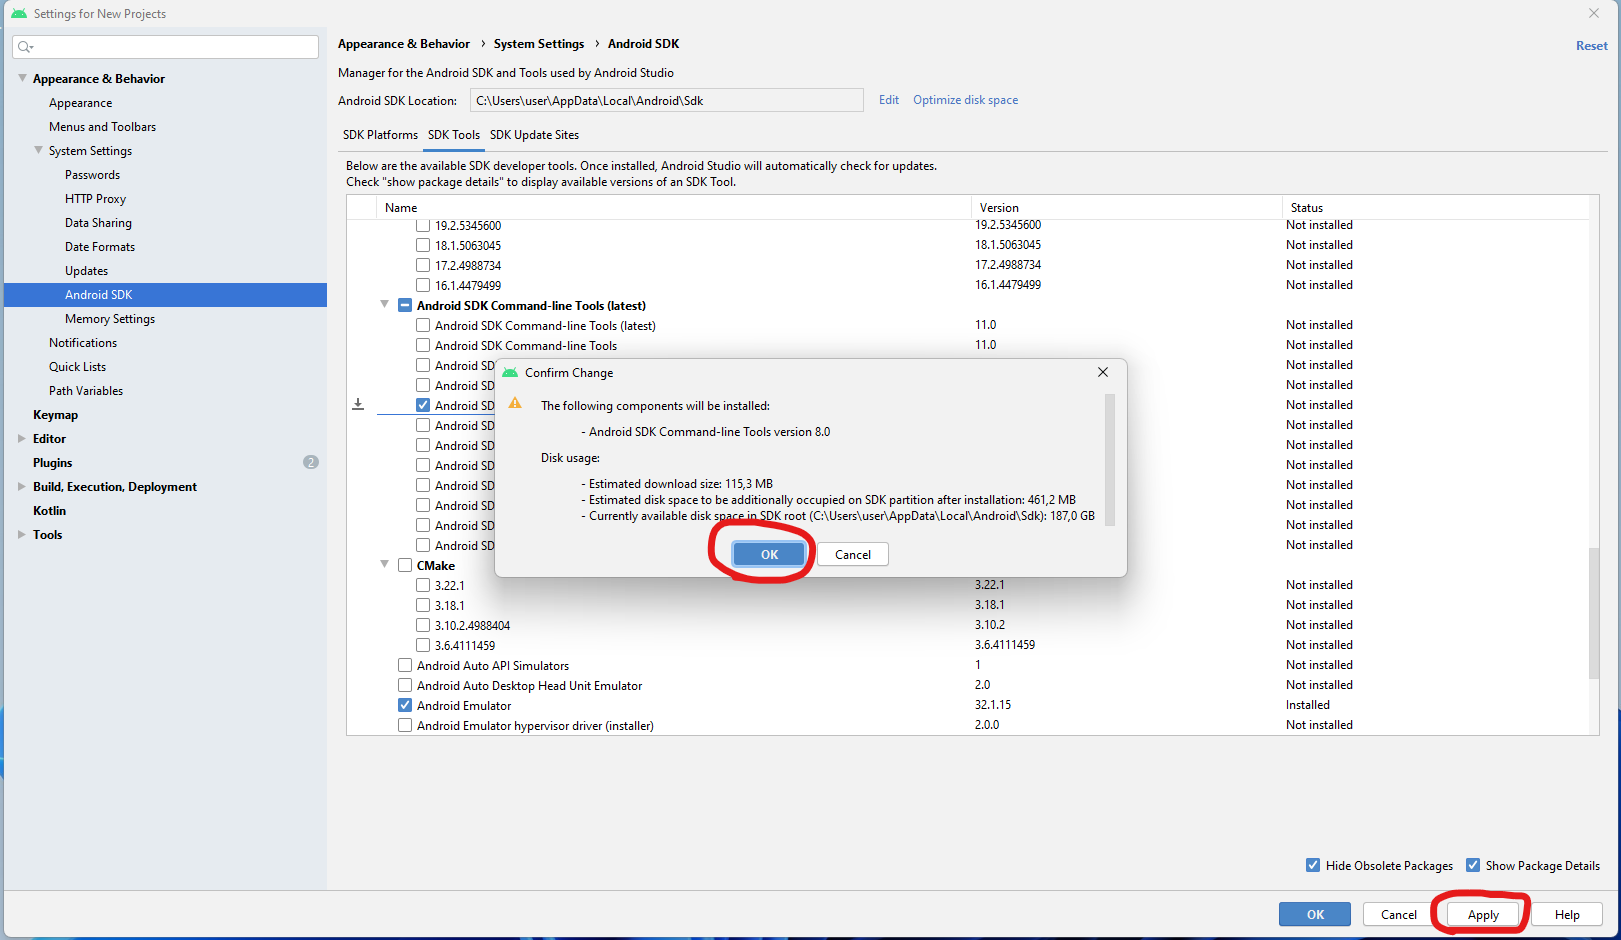 Settings for New Projects
Appearance & Behavior
Appearance
Menus and Toolbars
System Settings
Passwords
HTTP Proxy
Data Sharing
Date Formats
Updates
Android SDK
Memory Settings
Notifications
Quick Lists
Path Variables
Keymap
Editor
Plugins 2
Build, Execution, Deployment
Kotlin
Tools
Appearance & Behavior › System Settings › Android SDK
Reset
Manager for the Android SDK and Tools used by Android Studio
Android SDK Location: C:\Users\user\AppData\Local\Android\Sdk Edit Optimize disk space
SDK Platforms SDK Tools SDK Update Sites
Below are the available SDK developer tools. Once installed, Android Studio will automatically check for updates.
Check "show package details" to display available versions of an SDK Tool.
Name Version Status
19.2.5345600 19.2.5345600 Not installed
18.1.5063045 18.1.5063045 Not installed
17.2.4988734 17.2.4988734 Not installed
16.1.4479499 16.1.4479499 Not installed
Android SDK Command-line Tools (latest)
Android SDK Command-line Tools (latest) 11.0 Not installed
Android SDK Command-line Tools 11.0 Not installed
Android SD Not installed
Android SD Not installed
Android SD Not installed
Android SD Not installed
Android SD Not installed
Android SD Not installed
Android SD Not installed
Android SD Not installed
Android SD Not installed
Android SD Not installed
Confirm Change
The following components will be installed:
- Android SDK Command-line Tools version 8.0
Disk usage:
- Estimated download size: 115,3 MB
- Estimated disk space to be additionally occupied on SDK partition after installation: 461,2 MB
- Currently available disk space in SDK root (C:\Users\user\AppData\Local\Android\Sdk): 187,0 GB
OK Cancel
CMake
3.22.1 3.22.1 Not installed
3.18.1 3.18.1 Not installed
3.10.2.4988404 3.10.2 Not installed
3.6.4111459 3.6.4111459 Not installed
Android Auto API Simulators 1 Not installed
Android Auto Desktop Head Unit Emulator 2.0 Not installed
Android Emulator 32.1.15 Installed
Android Emulator hypervisor driver (installer) 2.0.0 Not installed
Hide Obsolete Packages Show Package Details
OK Cancel Apply Help